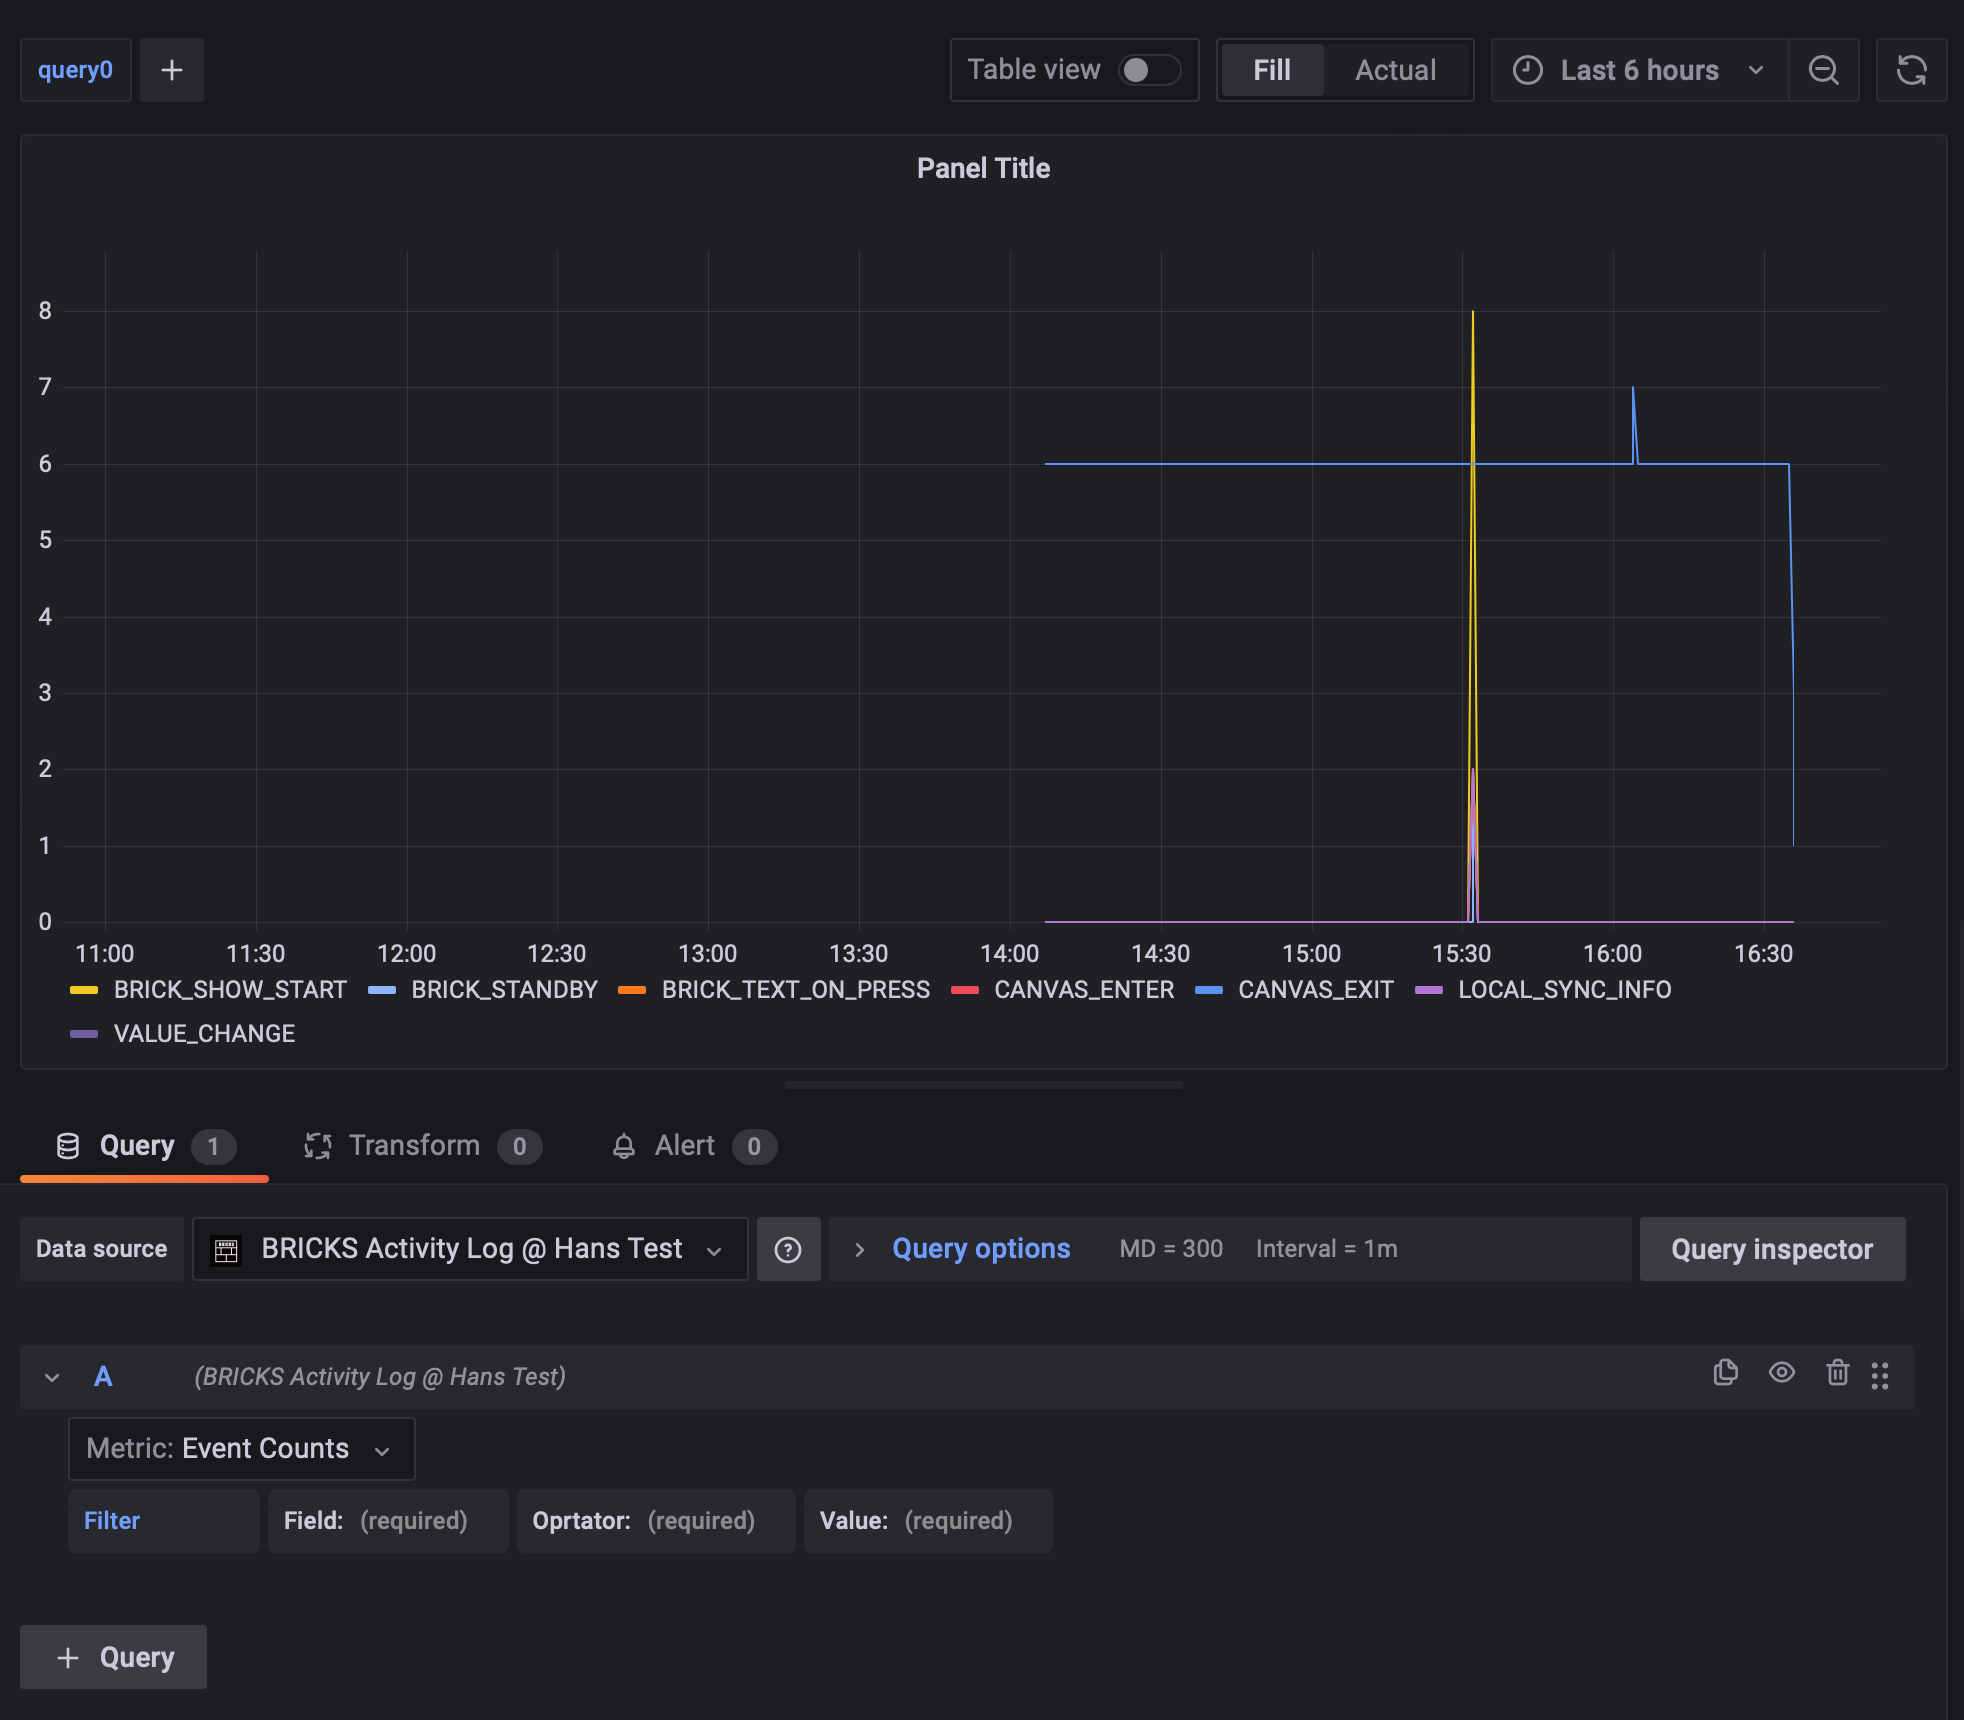 query0 + Table view Fill Actual Last 6 hours
Panel Title
8
7
6
5
4
3
2
1
0
11:00 11:30 12:00 12:30 13:00 13:30 14:00 14:30 15:00 15:30 16:00 16:30
BRICK_SHOW_START BRICK_STANDBY BRICK_TEXT_ON_PRESS CANVAS_ENTER CANVAS_EXIT LOCAL_SYNC_INFO
VALUE_CHANGE
Query 1 Transform 0 Alert 0
Data source BRICKS BRICKS Activity Log @ Hans Test ? > Query options MD = 300 Interval = 1m Query inspector
A (BRICKS Activity Log @ Hans Test)
Metric: Event Counts
Filter Field: (required) Oprtator: (required) Value: (required)
+ Query